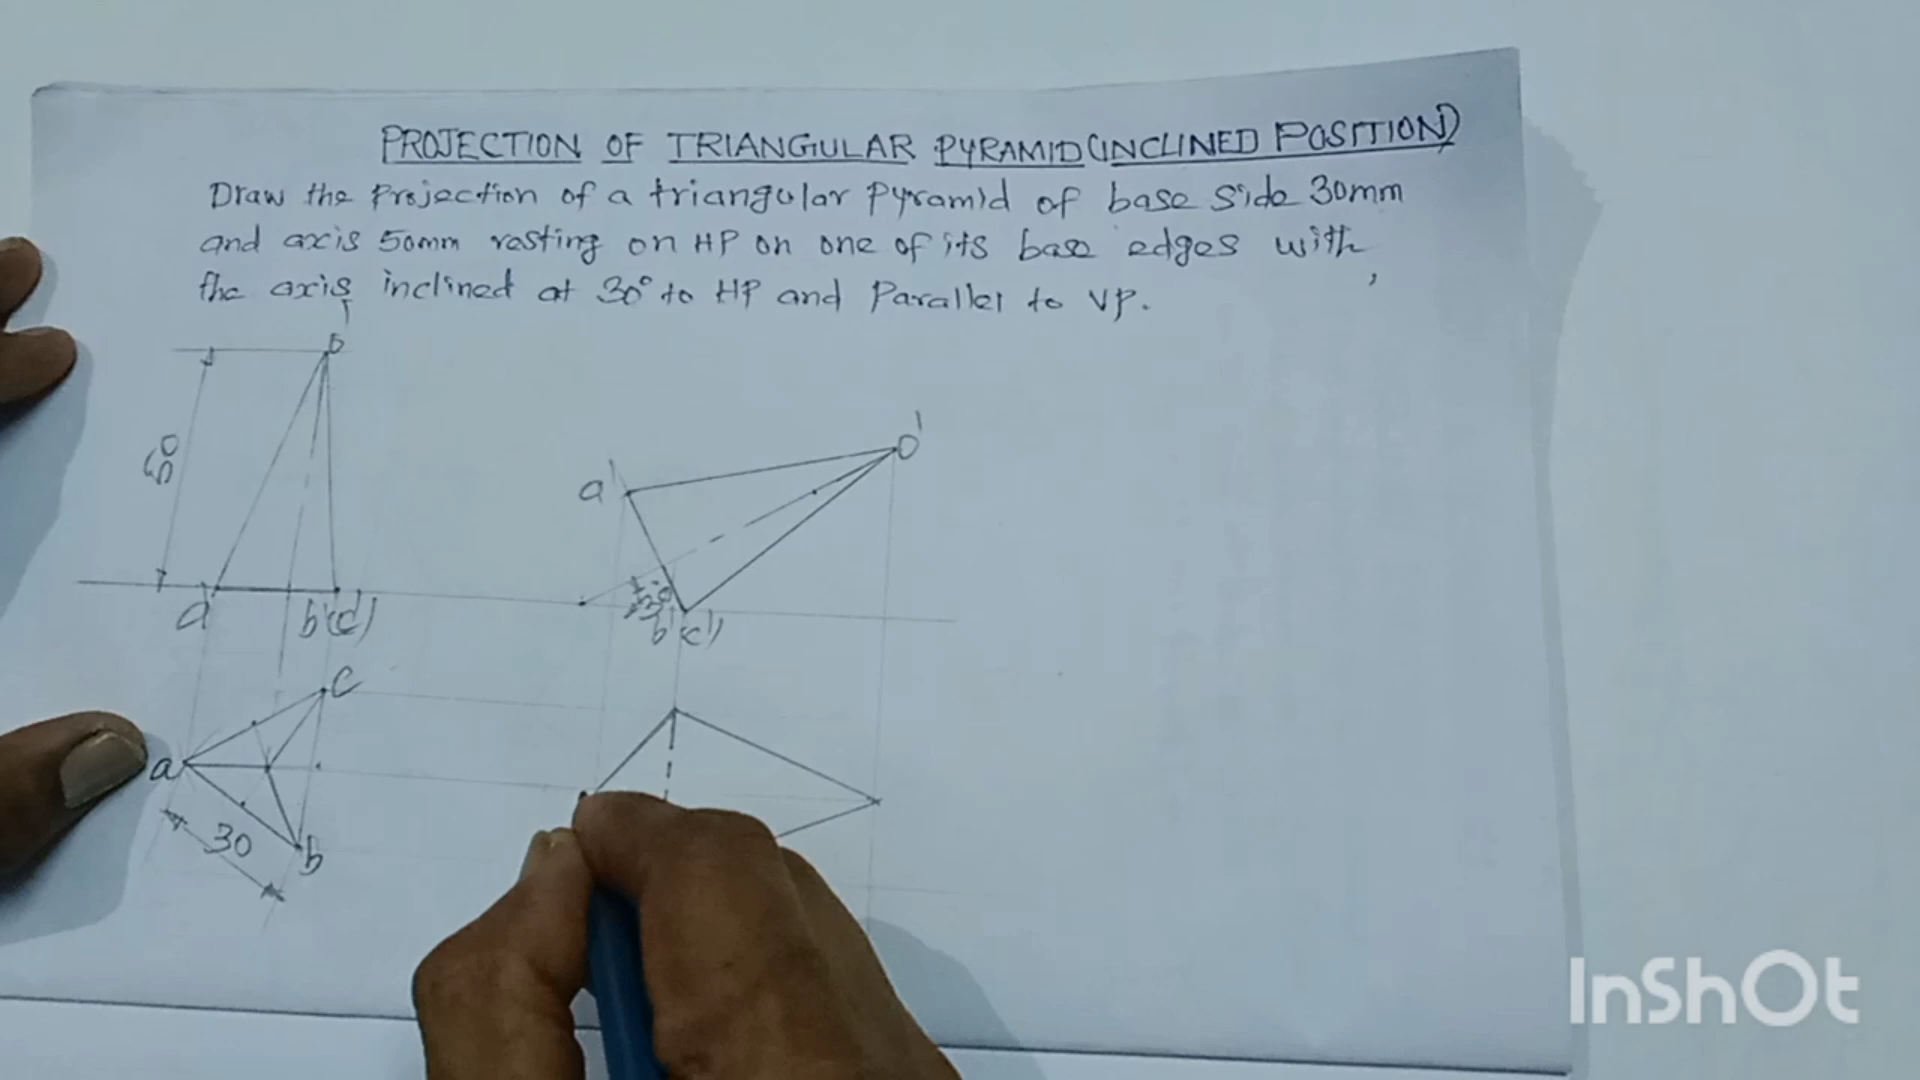 PROJECTION OF TRIANGULAR PYRAMID (INCLINED POSITION)
Draw the Projection of a triangular pyramid of base side 30mm
and axis 50mm resting on HP on one of its base edges with,
the axis inclined at 30° to HP and Parallel to VP.
o'
50
a' b'(c')
a' o'
30°
b'(c')
c
a
30
b
InShOt